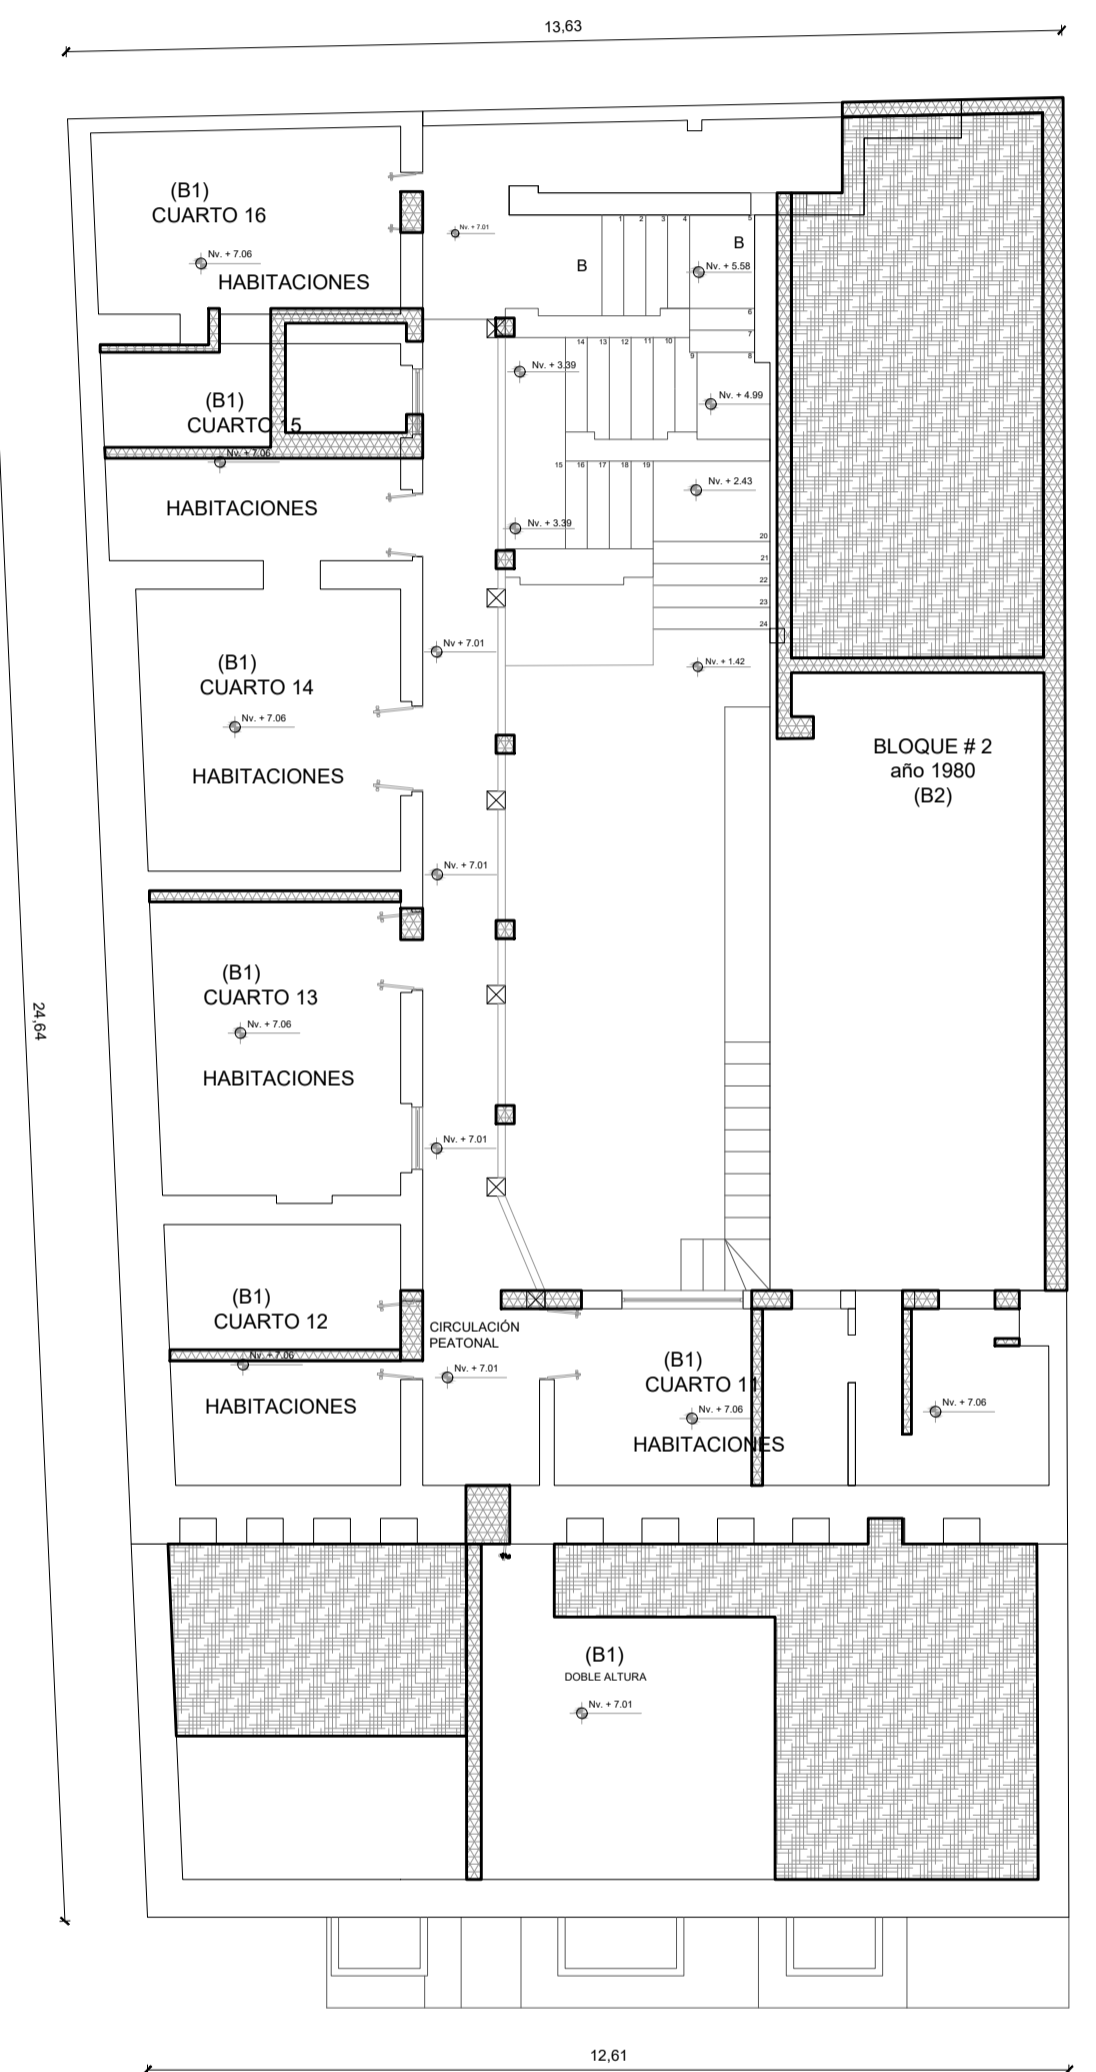 13,63
(B1)
CUARTO 16
Nv. + 7.06
HABITACIONES
Nv. + 7.01
1
2
3
4
5
B
B
Nv. + 5.58
6
7
8
9
10
11
12
13
14
Nv. + 3.39
Nv. + 4.99
(B1)
CUARTO 15
Nv. + 7.06
HABITACIONES
15
16
17
18
19
Nv. + 2.43
Nv. + 3.39
20
21
22
23
24
Nv. + 1.42
(B1)
CUARTO 14
Nv. + 7.06
HABITACIONES
Nv + 7.01
BLOQUE # 2
año 1980
(B2)
Nv. + 7.01
(B1)
CUARTO 13
Nv. + 7.06
HABITACIONES
24,64
Nv. + 7.01
(B1)
CUARTO 12
Nv. + 7.06
HABITACIONES
CIRCULACIÓN
PEATONAL
Nv. + 7.01
(B1)
CUARTO 11
Nv. + 7.06
HABITACIONES
Nv. + 7.06
(B1)
DOBLE ALTURA
Nv. + 7.01
12,61